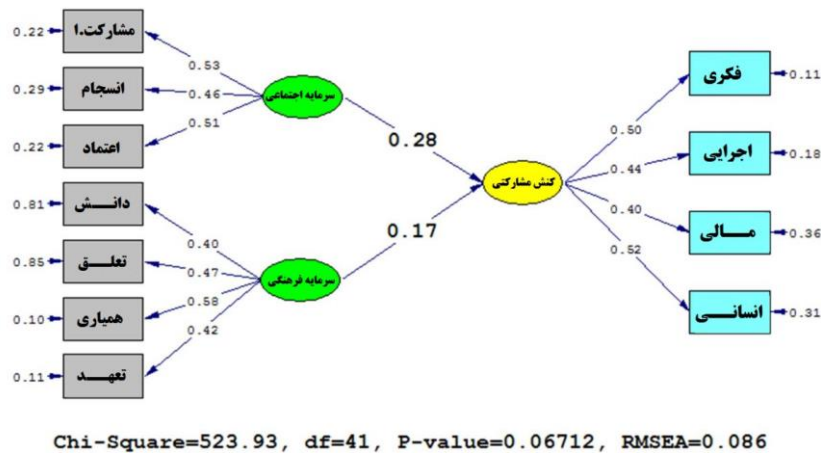 0.22 مشارکت.ا
0.29 انسجام
0.22 اعتماد
0.81 دانـــش
0.85 تعلـــق
0.10 همیاری
0.11 تعهـــد
0.53
0.46
0.51
سرمایه اجتماعی
0.40
0.47
0.58
0.42
سرمایه فرهنگی
0.28
0.17
کنش مشارکتی
0.50
0.44
0.40
0.52
فکری 0.11
اجرایی 0.18
مـــالی 0.36
انسانـــی 0.31
Chi-Square=523.93, df=41, P-value=0.06712, RMSEA=0.086